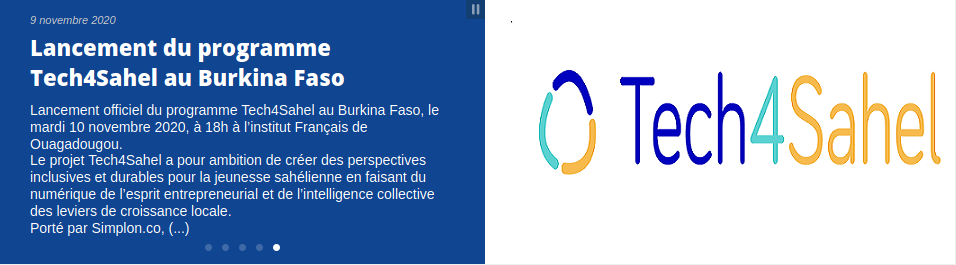 9 novembre 2020
Lancement du programme
Tech4Sahel au Burkina Faso
Lancement officiel du programme Tech4Sahel au Burkina Faso, le
mardi 10 novembre 2020, à 18h à l’institut Français de
Ouagadougou.
Le projet Tech4Sahel a pour ambition de créer des perspectives
inclusives et durables pour la jeunesse sahélienne en faisant du
numérique de l’esprit entrepreneurial et de l’intelligence collective
des leviers de croissance locale.
Porté par Simplon.co, (...)
Tech4Sahel